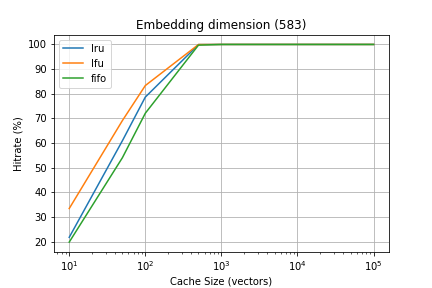 Embedding dimension (583)
lru
lfu
fifo
Hitrate (%)
100
90
80
70
60
50
40
30
20
10¹ 10² 10³ 10⁴ 10⁵
Cache Size (vectors)